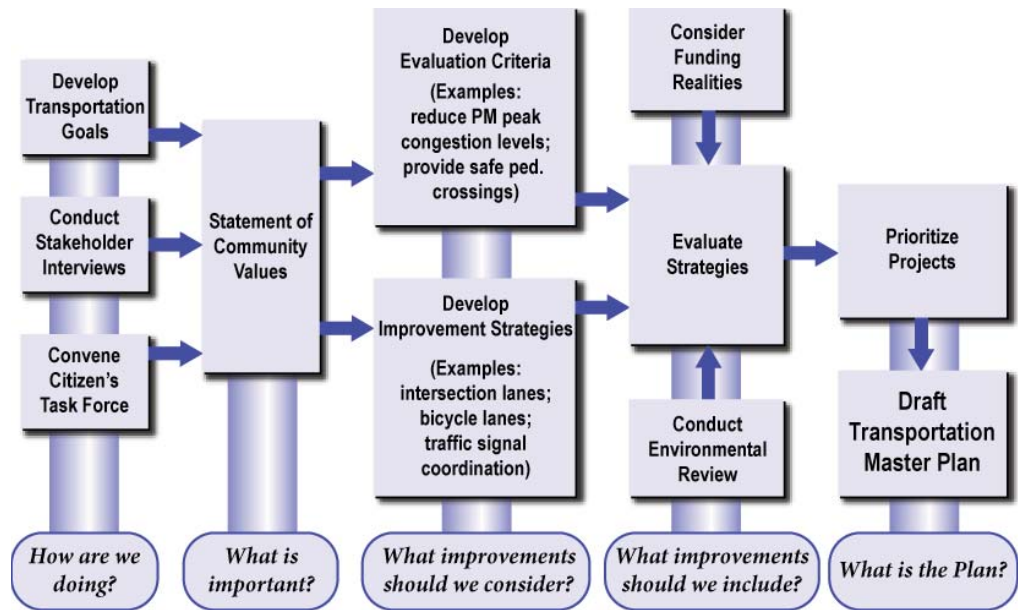 Develop
Transportation
Goals
Conduct
Stakeholder
Interviews
Convene
Citizen's
Task Force
How are we
doing?
Statement of
Community
Values
What is
important?
Develop
Evaluation Criteria
(Examples:
reduce PM peak
congestion levels;
provide safe ped.
crossings)
Develop
Improvement Strategies
(Examples:
intersection lanes;
bicycle lanes;
traffic signal
coordination)
What improvements
should we consider?
Consider
Funding
Realities
Evaluate
Strategies
Conduct
Environmental
Review
What improvements
should we include?
Prioritize
Projects
Draft
Transportation
Master Plan
What is the Plan?